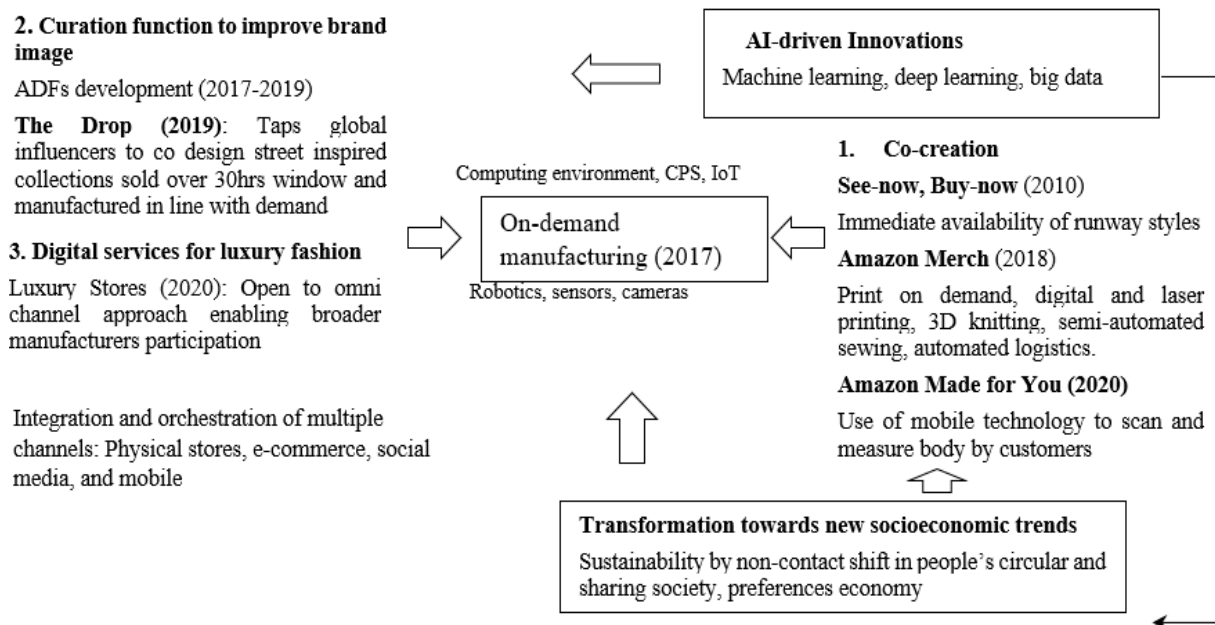 2. Curation function to improve brand
image
ADFs development (2017-2019)
The Drop (2019): Taps global
influencers to co design street inspired
collections sold over 30hrs window and
manufactured in line with demand
3. Digital services for luxury fashion
Luxury Stores (2020): Open to omni
channel approach enabling broader
manufacturers participation
Integration and orchestration of multiple
channels: Physical stores, e-commerce, social
media, and mobile
Computing environment, CPS, IoT
On-demand
manufacturing (2017)
Robotics, sensors, cameras
AI-driven Innovations
Machine learning, deep learning, big data
1. Co-creation
See-now, Buy-now (2010)
Immediate availability of runway styles
Amazon Merch (2018)
Print on demand, digital and laser
printing, 3D knitting, semi-automated
sewing, automated logistics.
Amazon Made for You (2020)
Use of mobile technology to scan and
measure body by customers
Transformation towards new socioeconomic trends
Sustainability by non-contact shift in people's circular and
sharing society, preferences economy